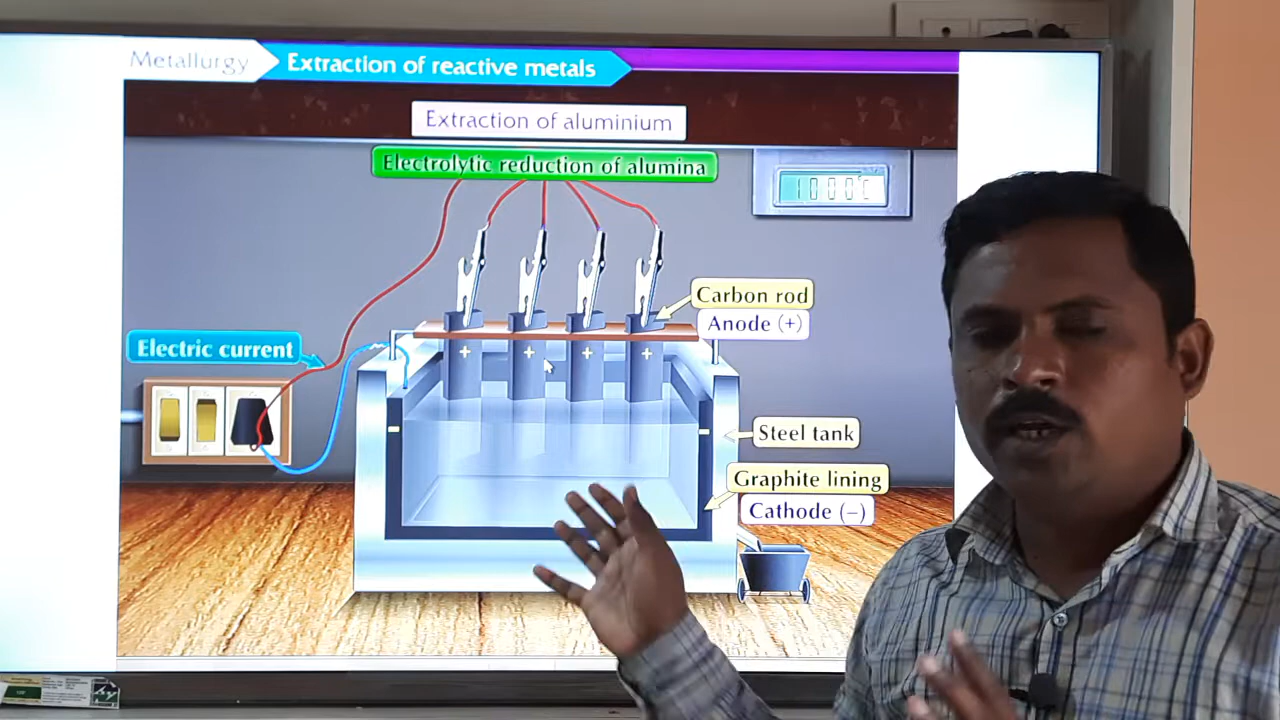 Metallurgy
Extraction of reactive metals
Extraction of aluminium
Electrolytic reduction of alumina
1000C
Carbon rod
Anode (+)
Electric current
+ + + +
Steel tank
Graphite lining
Cathode (–)